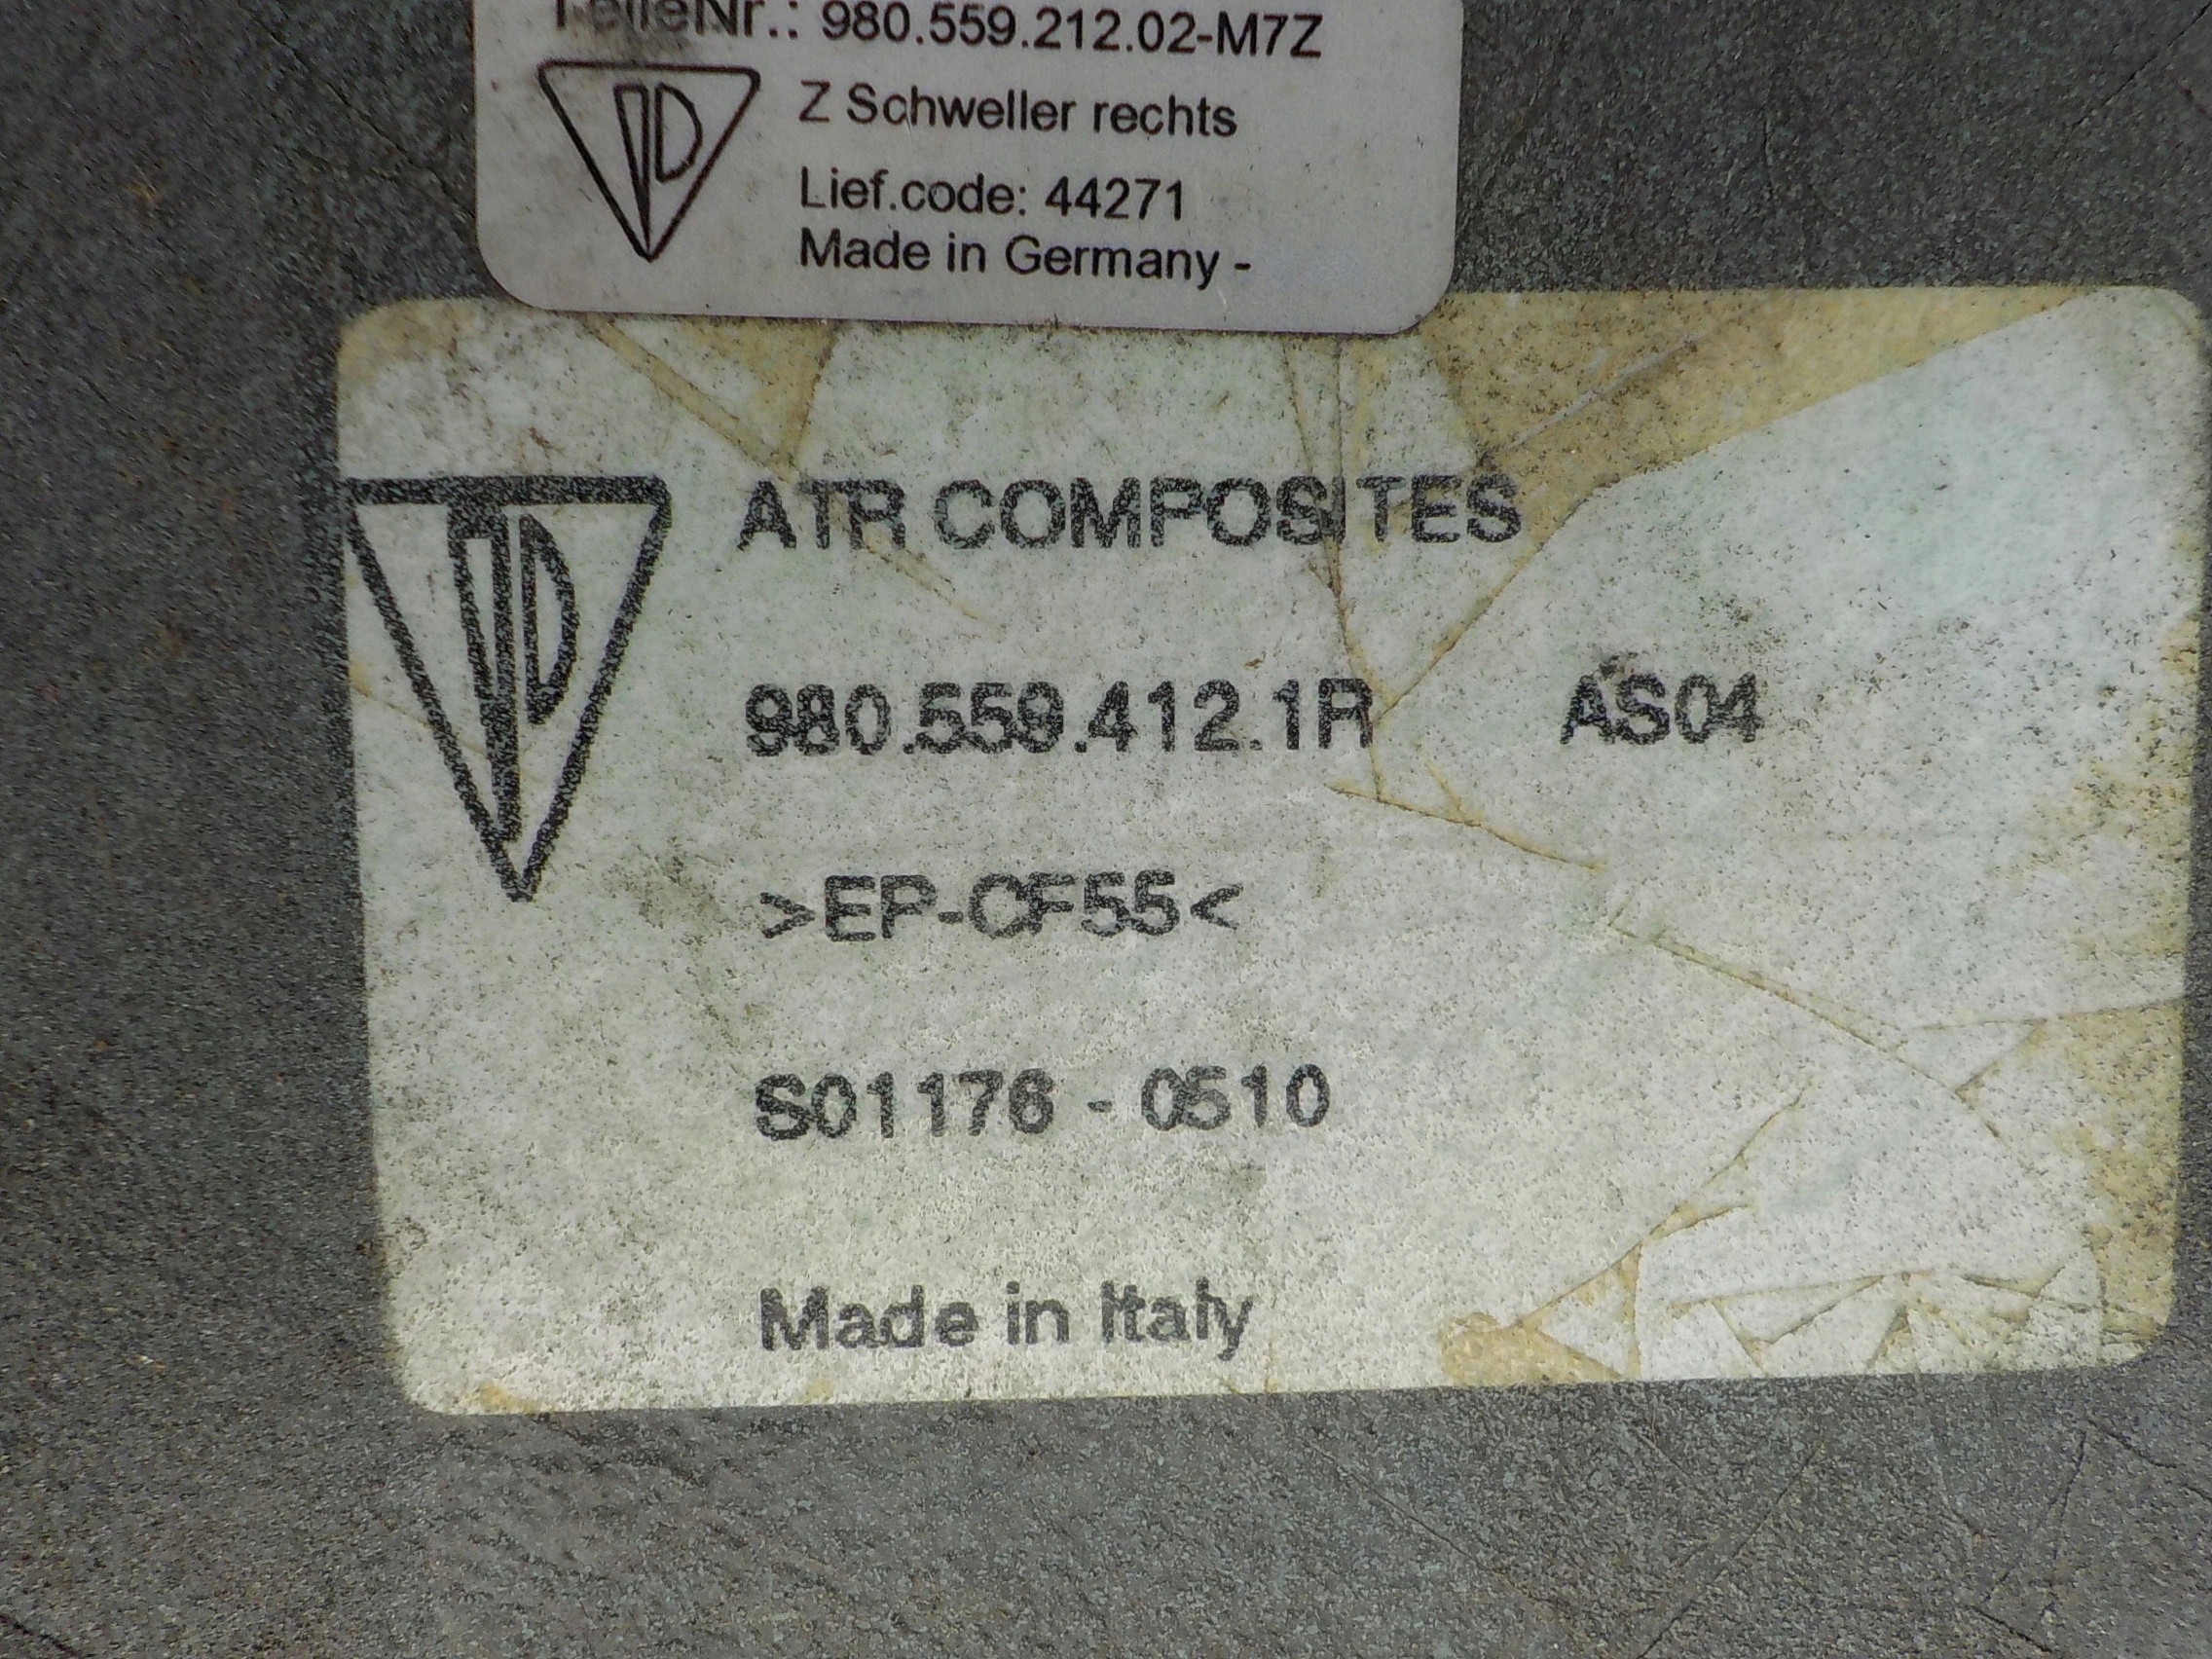 TeileNr.: 980.559.212.02-M7Z
Z Schweller rechts
Lief.code: 44271
Made in Germany -
ATR COMPOSITES
980.559.412.1R AS04
>EP-CF55<
S01176 - 0510
Made in Italy